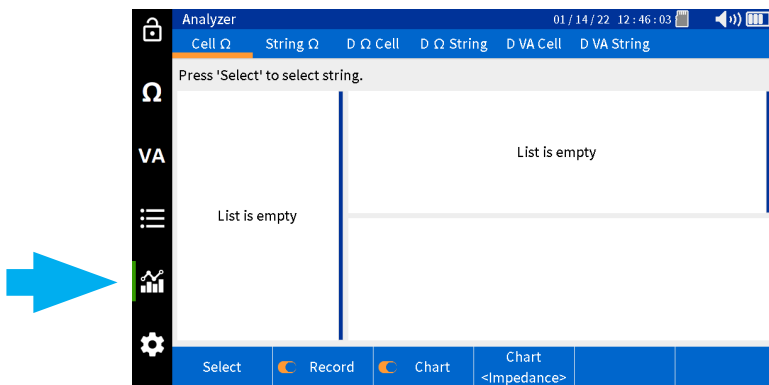 Analyzer 01/14/22 12:46:03
Cell Ω String Ω D Ω Cell D Ω String D VA Cell D VA String
Press 'Select' to select string.
Ω
List is empty
VA
List is empty
Select Record Chart Chart
<Impedance>